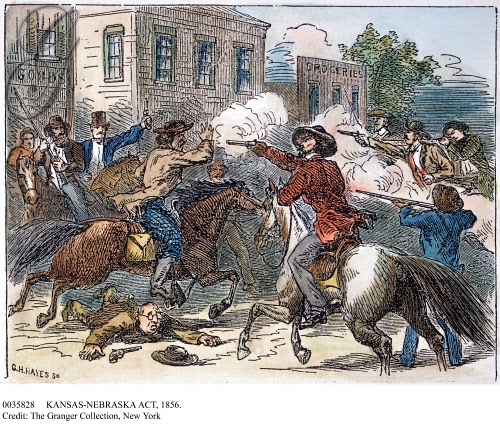 GOODS
GROCERIES
G.H. HAYES SC
0035828 KANSAS-NEBRASKA ACT, 1856.
Credit: The Granger Collection, New York